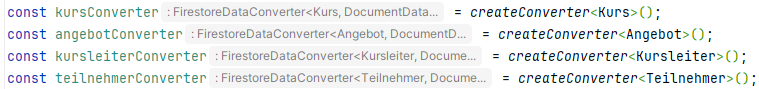 const kursConverter : FirestoreDataConverter<Kurs, DocumentData... = createConverter<Kurs>();
const angebotConverter : FirestoreDataConverter<Angebot, DocumentD... = createConverter<Angebot>();
const kursleiterConverter : FirestoreDataConverter<Kursleiter, Docume... = createConverter<Kursleiter>();
const teilnehmerConverter : FirestoreDataConverter<Teilnehmer, Docume... = createConverter<Teilnehmer>();